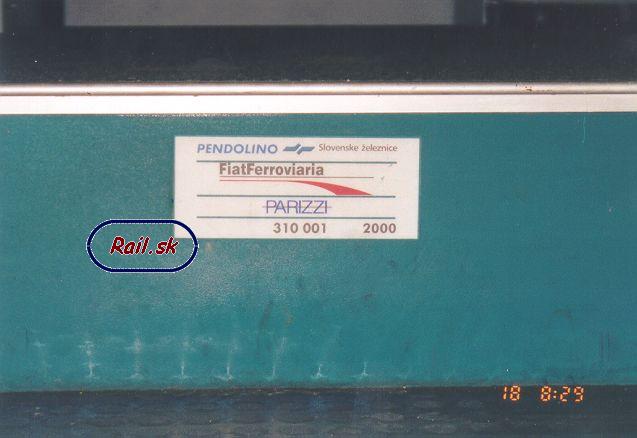 PENDOLINO Slovenske železnice
FiatFerroviaria
PARIZZI
310 001 2000
Rail.sk
18 8:29